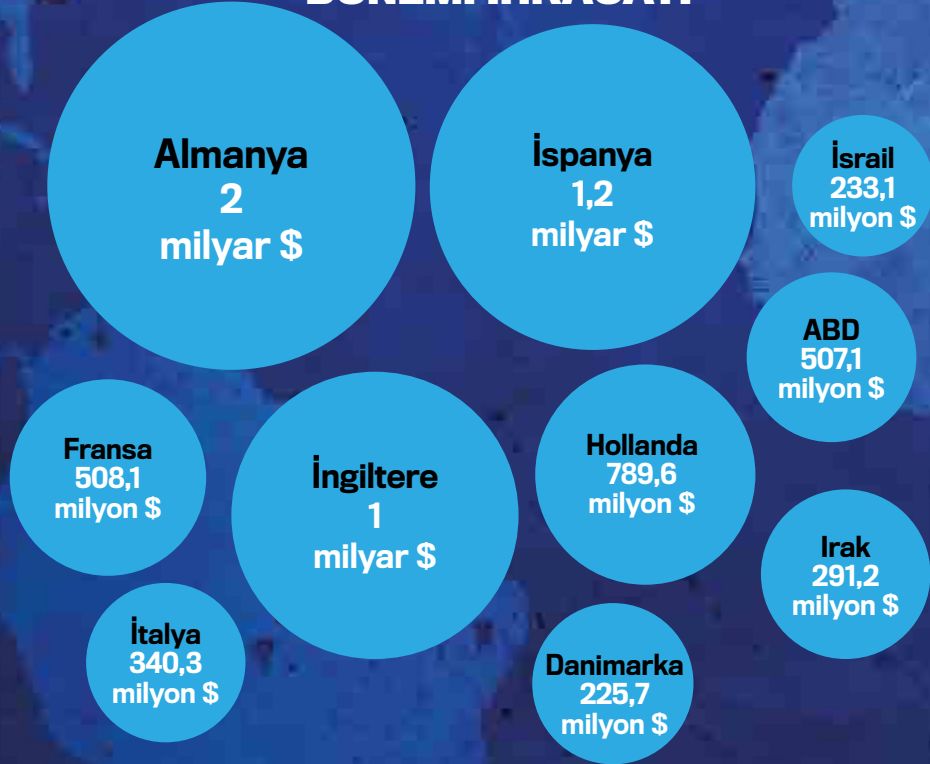 Almanya
2
milyar $
İspanya
1,2
milyar $
İsrail
233,1
milyon $
ABD
507,1
milyon $
Fransa
508,1
milyon $
İngiltere
1
milyar $
Hollanda
789,6
milyon $
Irak
291,2
milyon $
İtalya
340,3
milyon $
Danimarka
225,7
milyon $